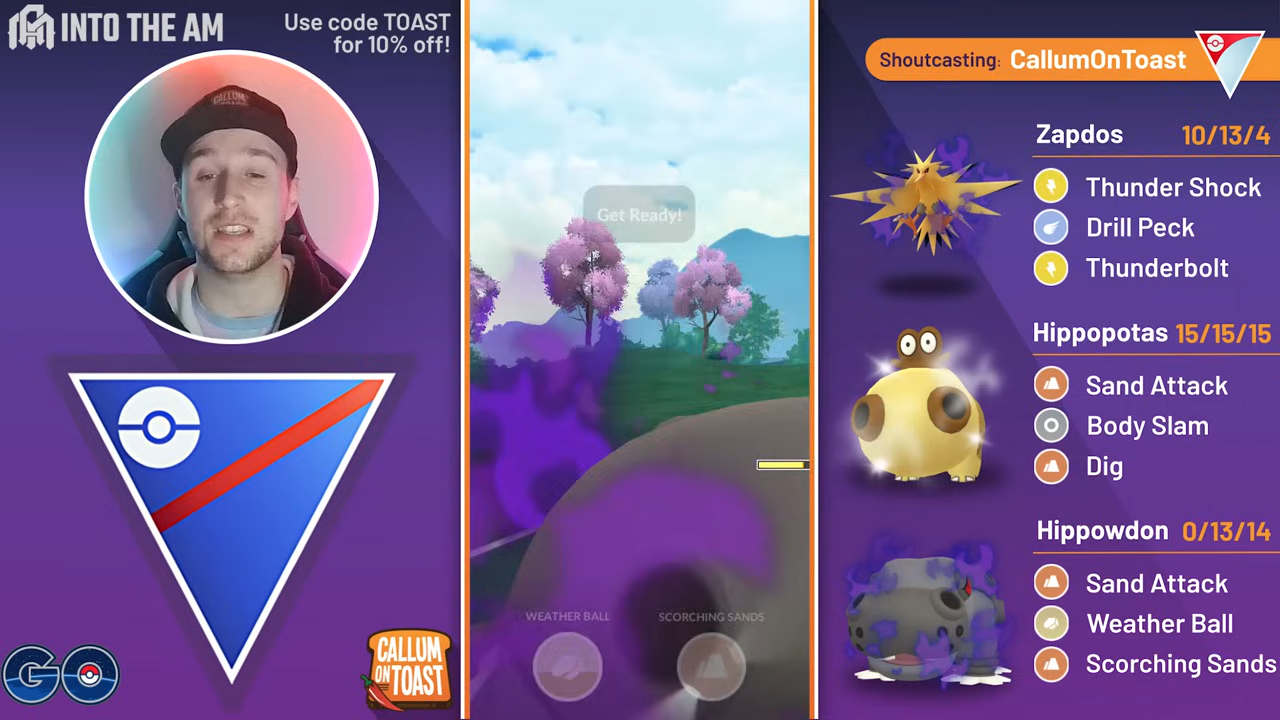 INTO THE AM
Use code TOAST
for 10% off!
CALLUM
GO
CALLUM
ON
TOAST
Get Ready!
WEATHER BALL
SCORCHING SANDS
Shoutcasting: CallumOnToast
Zapdos 10/13/4
Thunder Shock
Drill Peck
Thunderbolt
Hippopotas 15/15/15
Sand Attack
Body Slam
Dig
Hippowdon 0/13/14
Sand Attack
Weather Ball
Scorching Sands